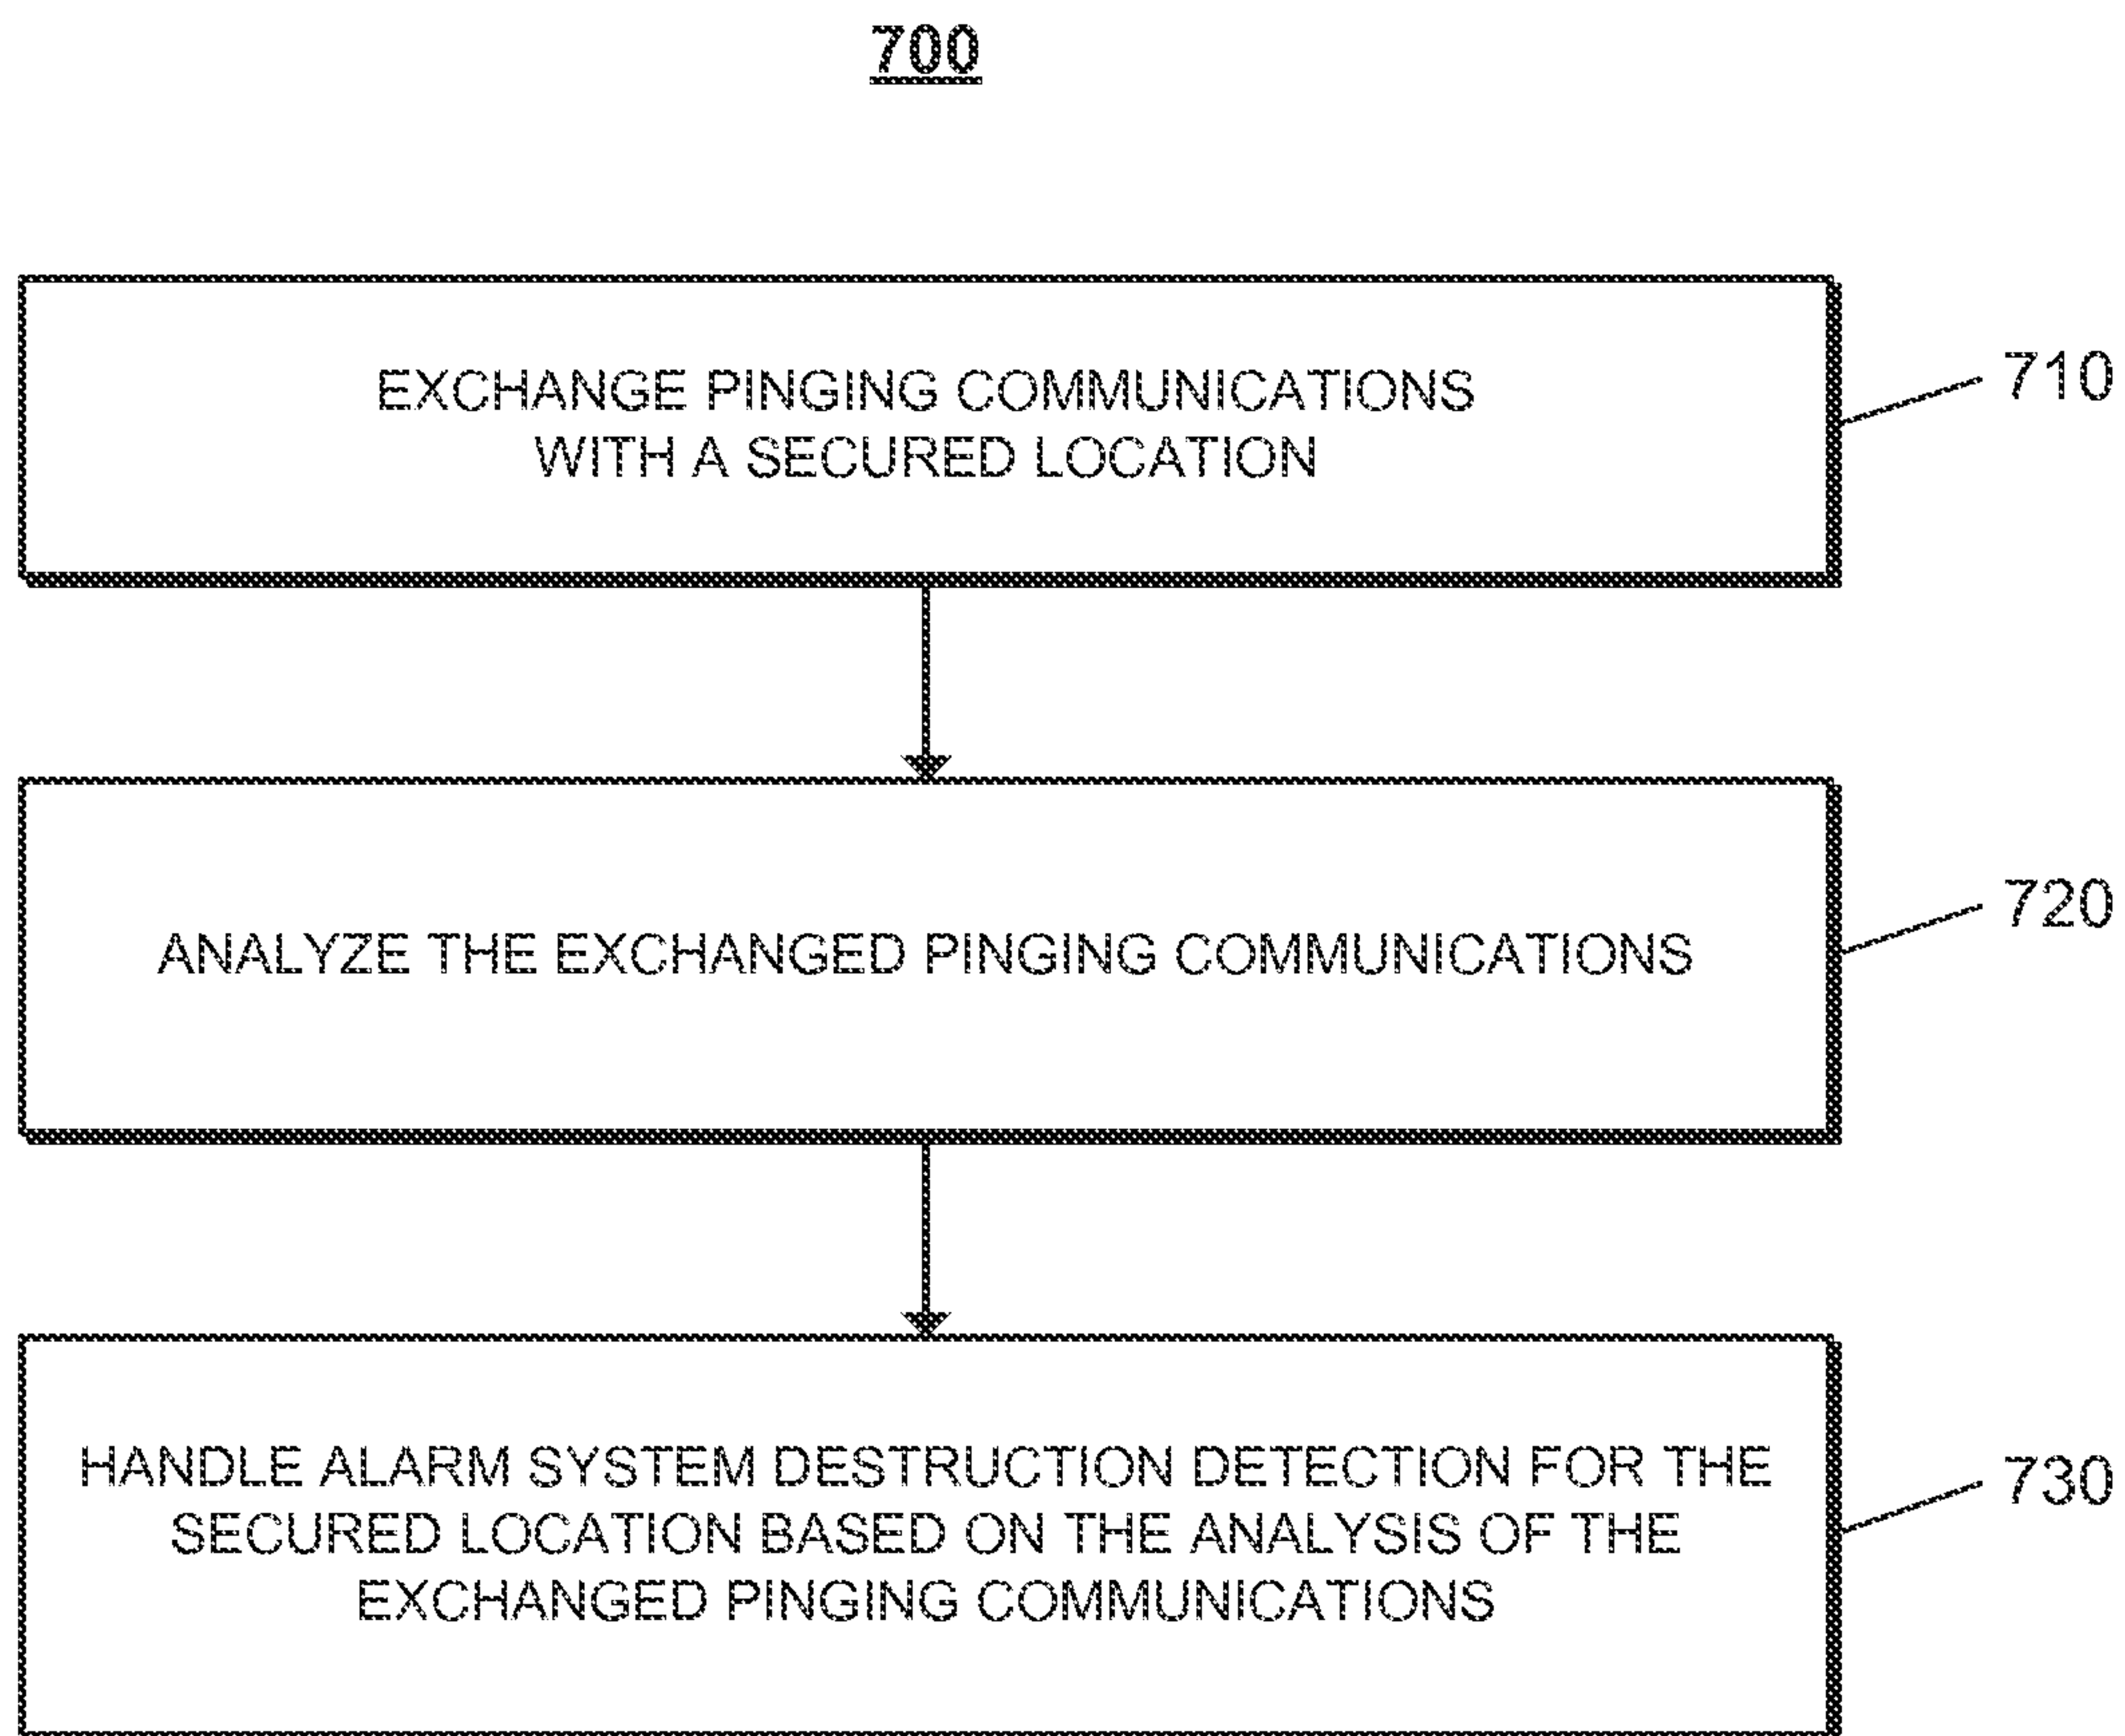 700
EXCHANGE PINGING COMMUNICATIONS
WITH A SECURED LOCATION
710
ANALYZE THE EXCHANGED PINGING COMMUNICATIONS
720
HANDLE ALARM SYSTEM DESTRUCTION DETECTION FOR THE
SECURED LOCATION BASED ON THE ANALYSIS OF THE
EXCHANGED PINGING COMMUNICATIONS
730